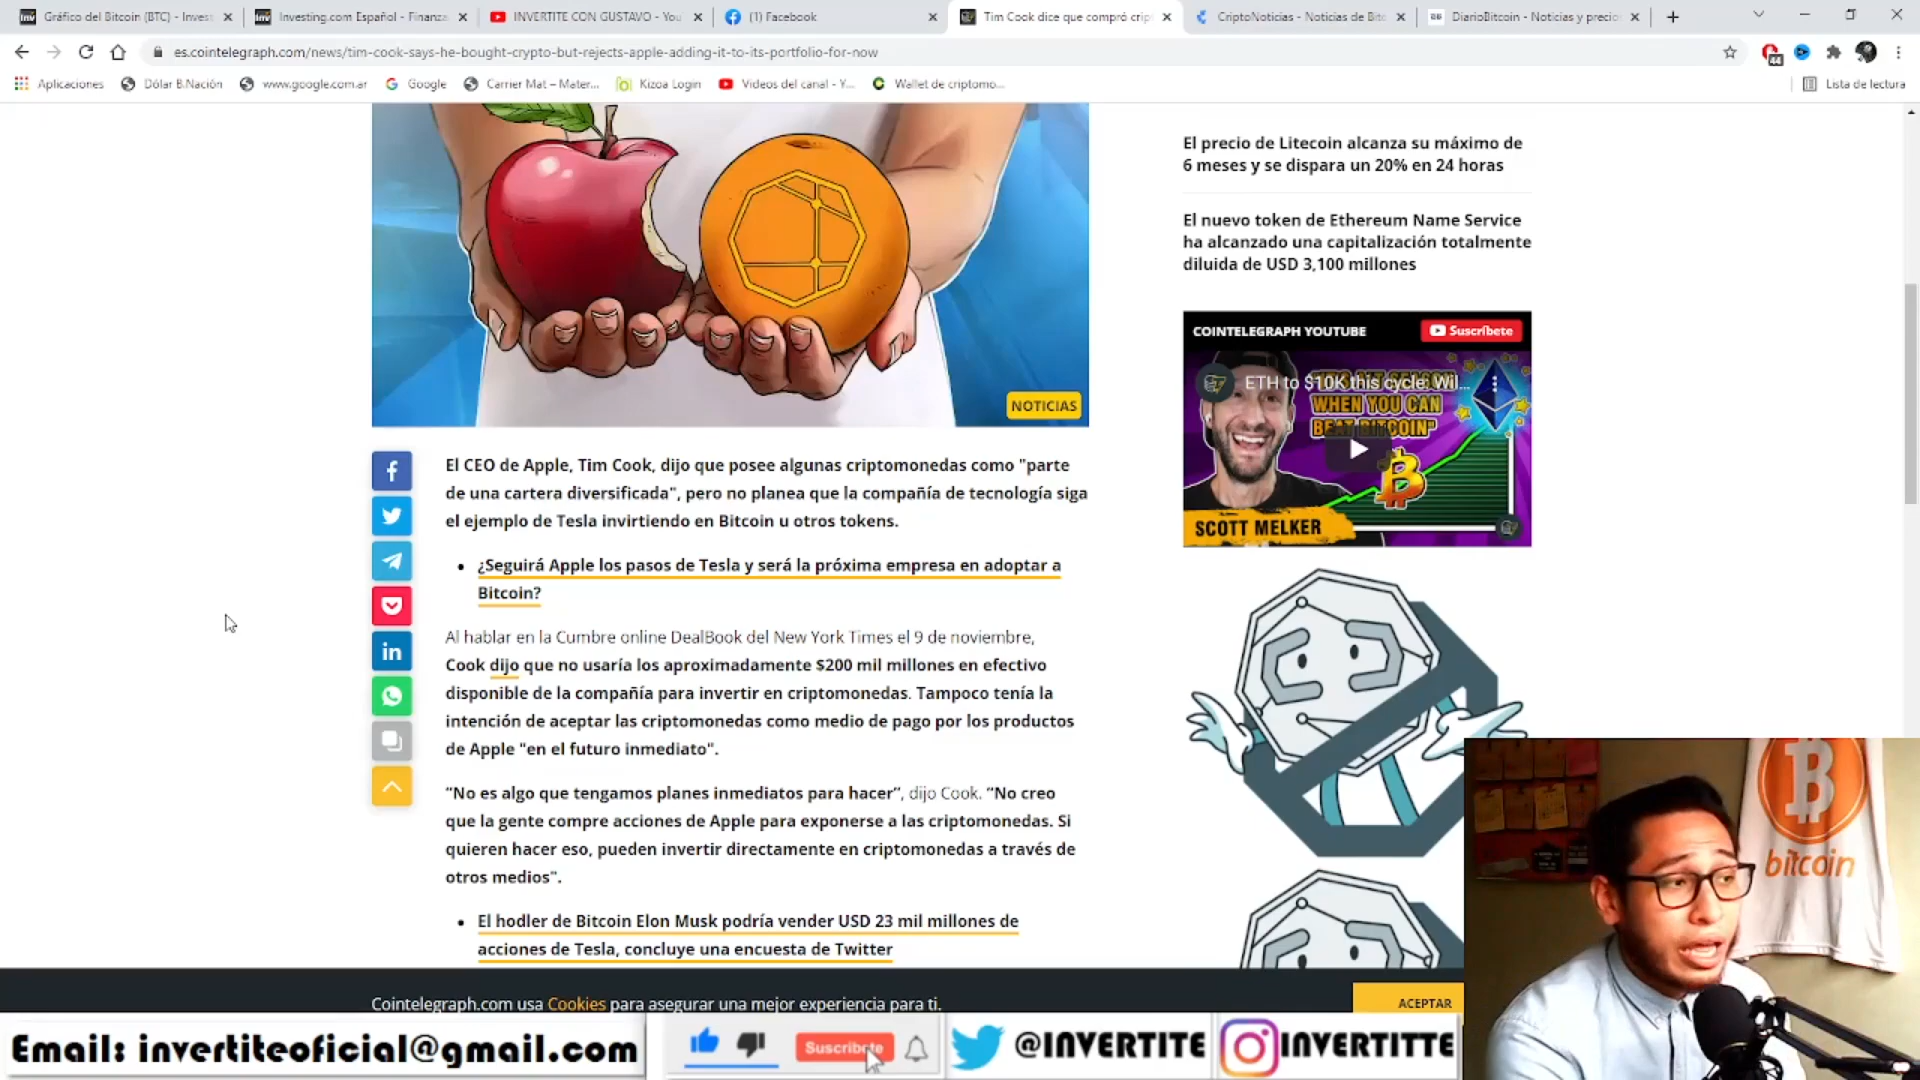 Gráfico del Bitcoin (BTC) - Invest
Investing.com Español - Finanza
INVERTITE CON GUSTAVO - You
(1) Facebook
Tim Cook dice que compró crip
CriptoNoticias - Noticias de Bitc
DiarioBitcoin - Noticias y precio
es.cointelegraph.com/news/tim-cook-says-he-bought-crypto-but-rejects-apple-adding-it-to-its-portfolio-for-now
44
Aplicaciones
Dólar B.Nación
www.google.com.ar
Google
Carrier Mat – Mater...
Kizoa Login
Videos del canal - Y...
Wallet de criptomo...
Lista de lectura
NOTICIAS
El CEO de Apple, Tim Cook, dijo que posee algunas criptomonedas como "parte
de una cartera diversificada", pero no planea que la compañía de tecnología siga
el ejemplo de Tesla invirtiendo en Bitcoin u otros tokens.
¿Seguirá Apple los pasos de Tesla y será la próxima empresa en adoptar a
Bitcoin?
Al hablar en la Cumbre online DealBook del New York Times el 9 de noviembre,
Cook dijo que no usaría los aproximadamente $200 mil millones en efectivo
disponible de la compañía para invertir en criptomonedas. Tampoco tenía la
intención de aceptar las criptomonedas como medio de pago por los productos
de Apple "en el futuro inmediato".
“No es algo que tengamos planes inmediatos para hacer”, dijo Cook. “No creo
que la gente compre acciones de Apple para exponerse a las criptomonedas. Si
quieren hacer eso, pueden invertir directamente en criptomonedas a través de
otros medios".
El hodler de Bitcoin Elon Musk podría vender USD 23 mil millones de
acciones de Tesla, concluye una encuesta de Twitter
El precio de Litecoin alcanza su máximo de
6 meses y se dispara un 20% en 24 horas
El nuevo token de Ethereum Name Service
ha alcanzado una capitalización totalmente
diluida de USD 3,100 millones
COINTELEGRAPH YOUTUBE
Suscríbete
ETH to $10K this cycle: Wil...
WHEN YOU CAN
BEAT BITCOIN"
SCOTT MELKER
bitcoin
Cointelegraph.com usa Cookies para asegurar una mejor experiencia para ti.
ACEPTAR
Email: invertiteoficial@gmail.com
Suscríbete
@INVERTITE
INVERTITTE